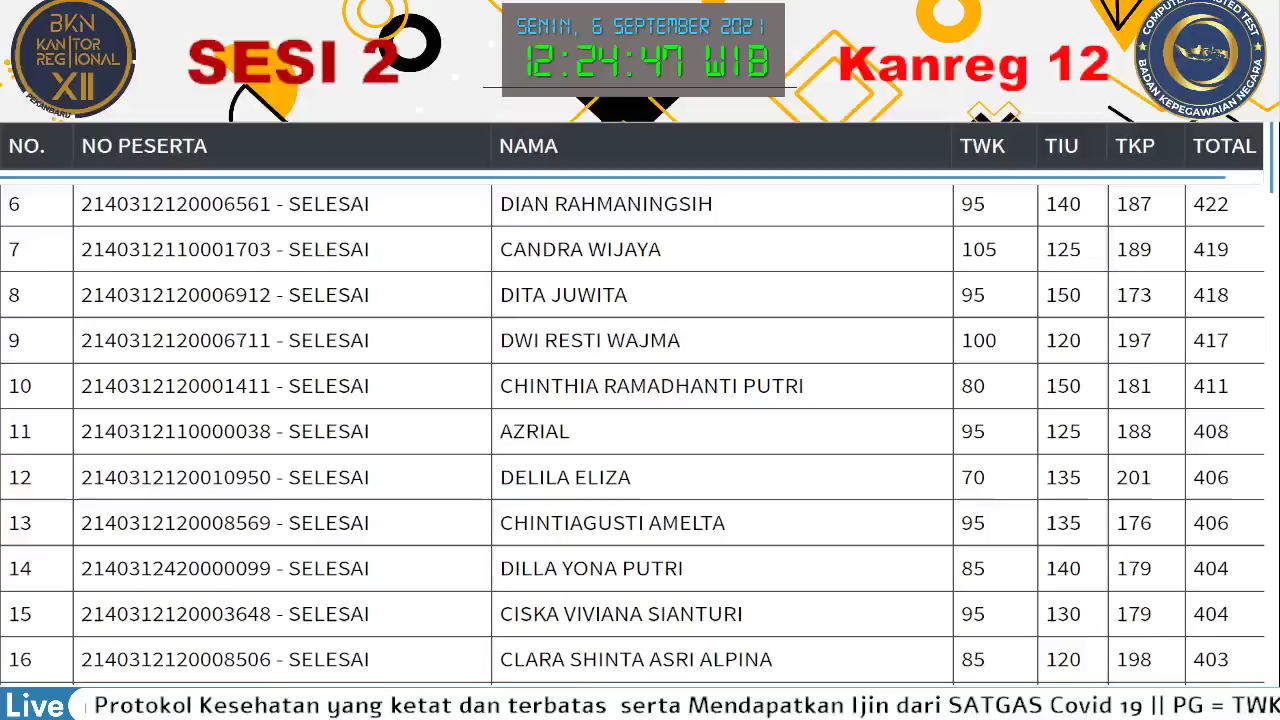 BKN
KANTOR
REGIONAL
XII
PEKANBARU
SESI 2
SENIN, 6 SEPTEMBER 2021
12:24:47 WIB
Kanreg 12
COMPUTER ASSISTED TEST
BADAN KEPEGAWAIAN NEGARA
NO. NO PESERTA NAMA TWK TIU TKP TOTAL
6 2140312120006561 - SELESAI DIAN RAHMANINGSIH 95 140 187 422
7 2140312110001703 - SELESAI CANDRA WIJAYA 105 125 189 419
8 2140312120006912 - SELESAI DITA JUWITA 95 150 173 418
9 2140312120006711 - SELESAI DWI RESTI WAJMA 100 120 197 417
10 2140312120001411 - SELESAI CHINTHIA RAMADHANTI PUTRI 80 150 181 411
11 2140312110000038 - SELESAI AZRIAL 95 125 188 408
12 2140312120010950 - SELESAI DELILA ELIZA 70 135 201 406
13 2140312120008569 - SELESAI CHINTIAGUSTI AMELTA 95 135 176 406
14 2140312420000099 - SELESAI DILLA YONA PUTRI 85 140 179 404
15 2140312120003648 - SELESAI CISKA VIVIANA SIANTURI 95 130 179 404
16 2140312120008506 - SELESAI CLARA SHINTA ASRI ALPINA 85 120 198 403
Live Protokol Kesehatan yang ketat dan terbatas serta Mendapatkan Ijin dari SATGAS Covid 19 || PG = TWK